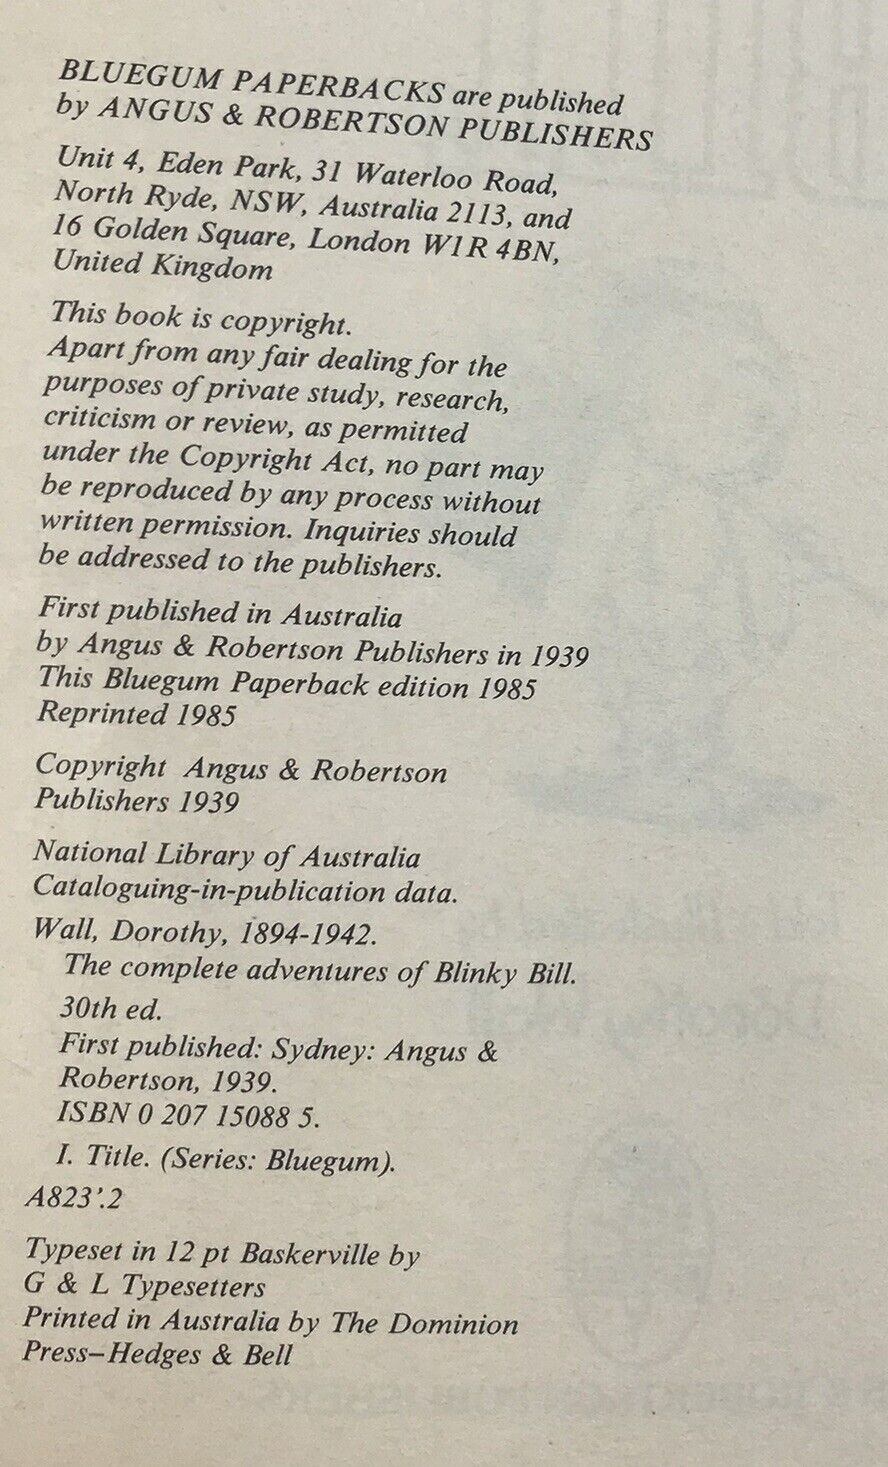 BLUEGUM PAPERBACKS are published
by ANGUS & ROBERTSON PUBLISHERS
Unit 4, Eden Park, 31 Waterloo Road,
North Ryde, NSW, Australia 2113, and
16 Golden Square, London W1R 4BN,
United Kingdom
This book is copyright.
Apart from any fair dealing for the
purposes of private study, research,
criticism or review, as permitted
under the Copyright Act, no part may
be reproduced by any process without
written permission. Inquiries should
be addressed to the publishers.
First published in Australia
by Angus & Robertson Publishers in 1939
This Bluegum Paperback edition 1985
Reprinted 1985
Copyright Angus & Robertson
Publishers 1939
National Library of Australia
Cataloguing-in-publication data.
Wall, Dorothy, 1894-1942.
The complete adventures of Blinky Bill.
30th ed.
First published: Sydney: Angus &
Robertson, 1939.
ISBN 0 207 15088 5.
I. Title. (Series: Bluegum).
A823'.2
Typeset in 12 pt Baskerville by
G & L Typesetters
Printed in Australia by The Dominion
Press–Hedges & Bell